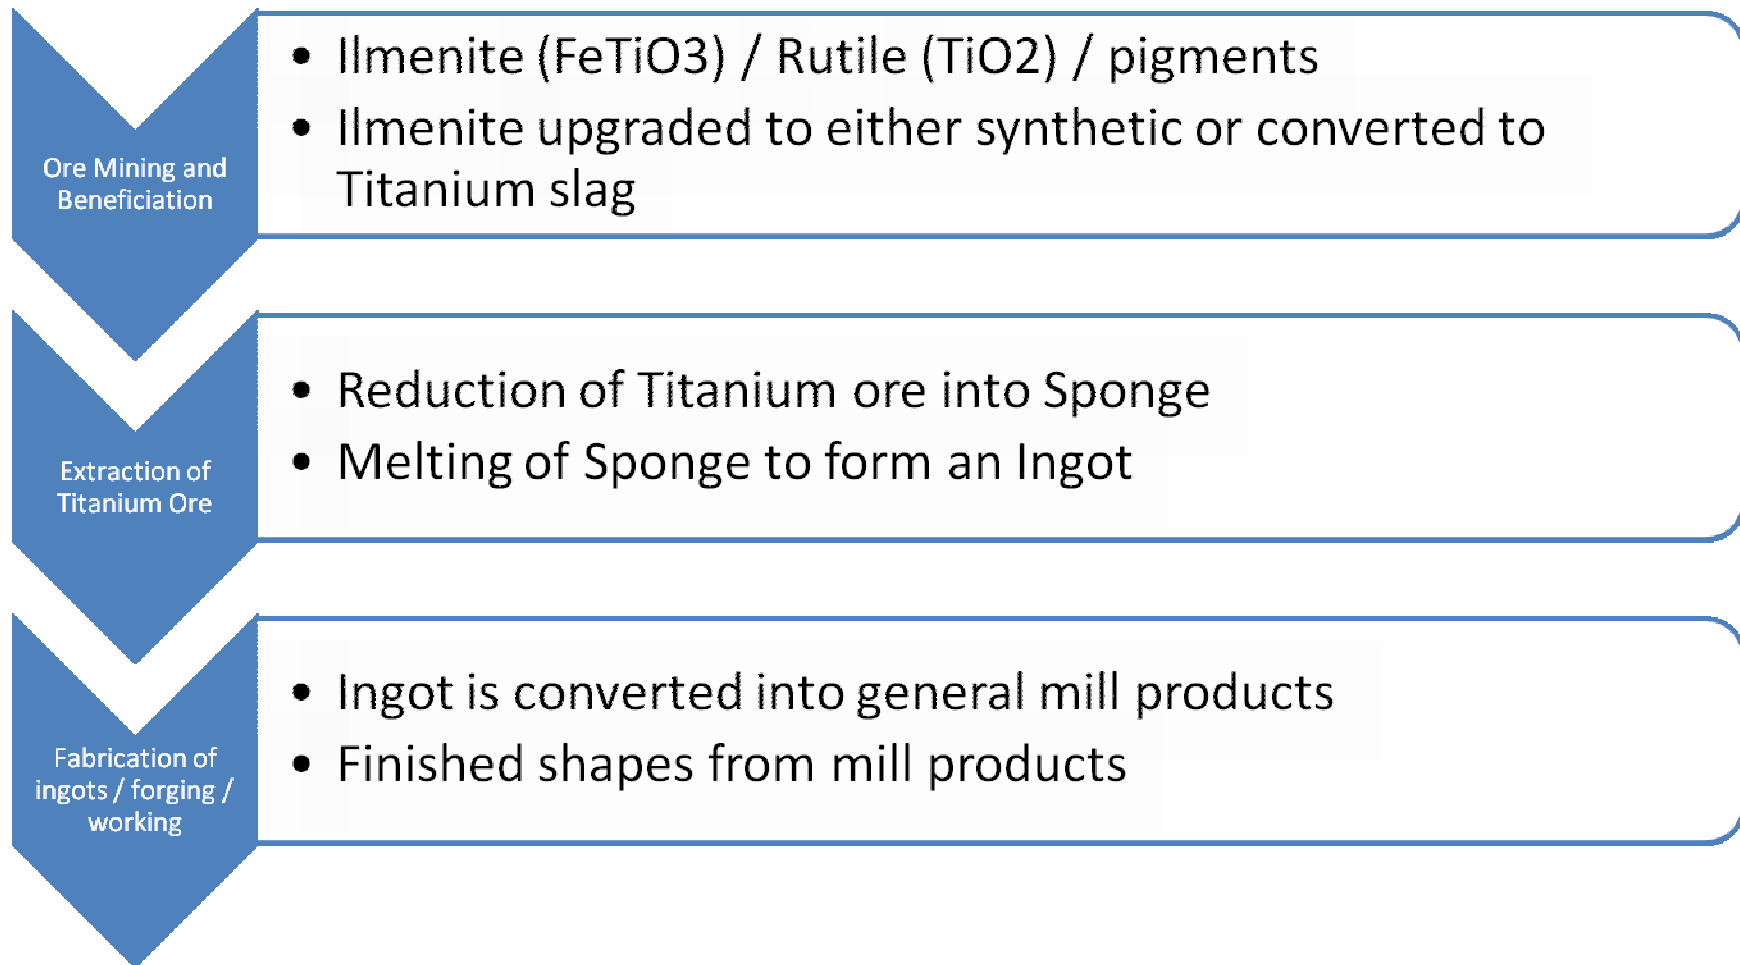 Ore Mining and
Beneficiation
• Ilmenite (FeTiO3) / Rutile (TiO2) / pigments
• Ilmenite upgraded to either synthetic or converted to
Titanium slag
Extraction of
Titanium Ore
• Reduction of Titanium ore into Sponge
• Melting of Sponge to form an Ingot
Fabrication of
ingots / forging /
working
• Ingot is converted into general mill products
• Finished shapes from mill products